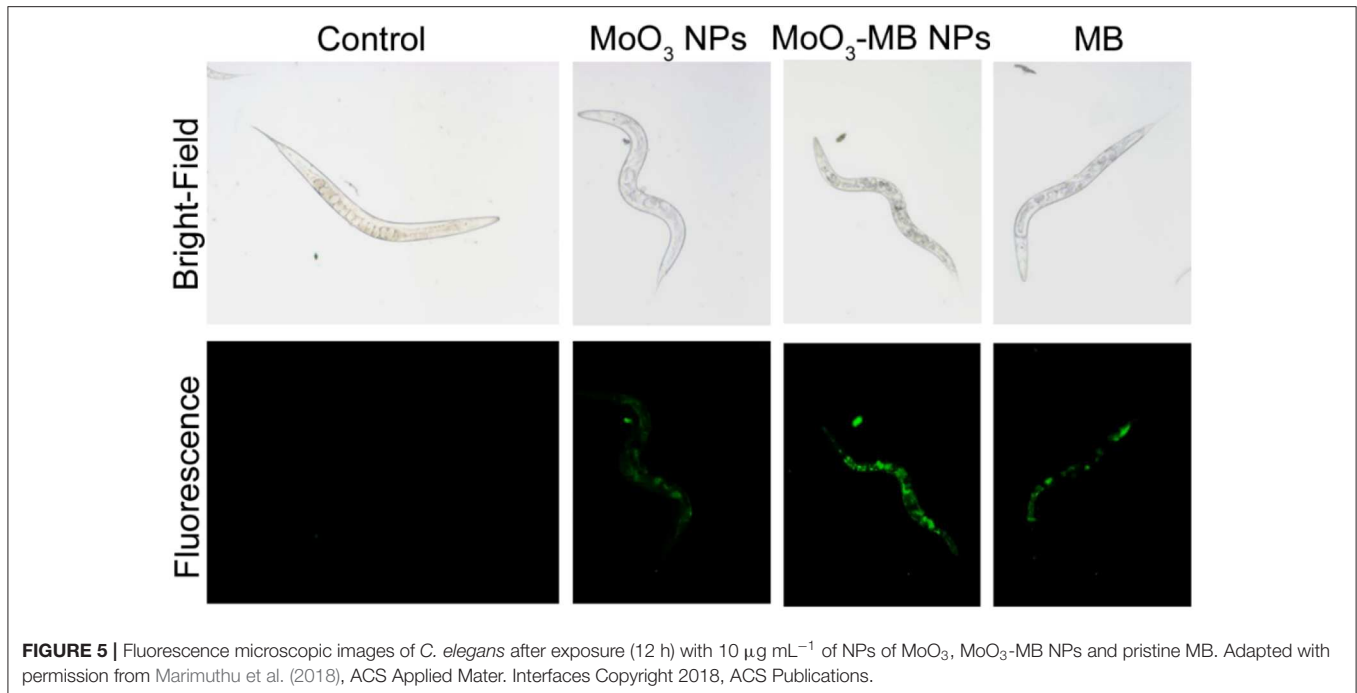 Control MoO₃ NPs MoO₃-MB NPs MB
Bright-Field
Fluorescence
FIGURE 5 | Fluorescence microscopic images of C. elegans after exposure (12 h) with 10 μg mL⁻¹ of NPs of MoO₃, MoO₃-MB NPs and pristine MB. Adapted with
permission from Marimuthu et al. (2018), ACS Applied Mater. Interfaces Copyright 2018, ACS Publications.